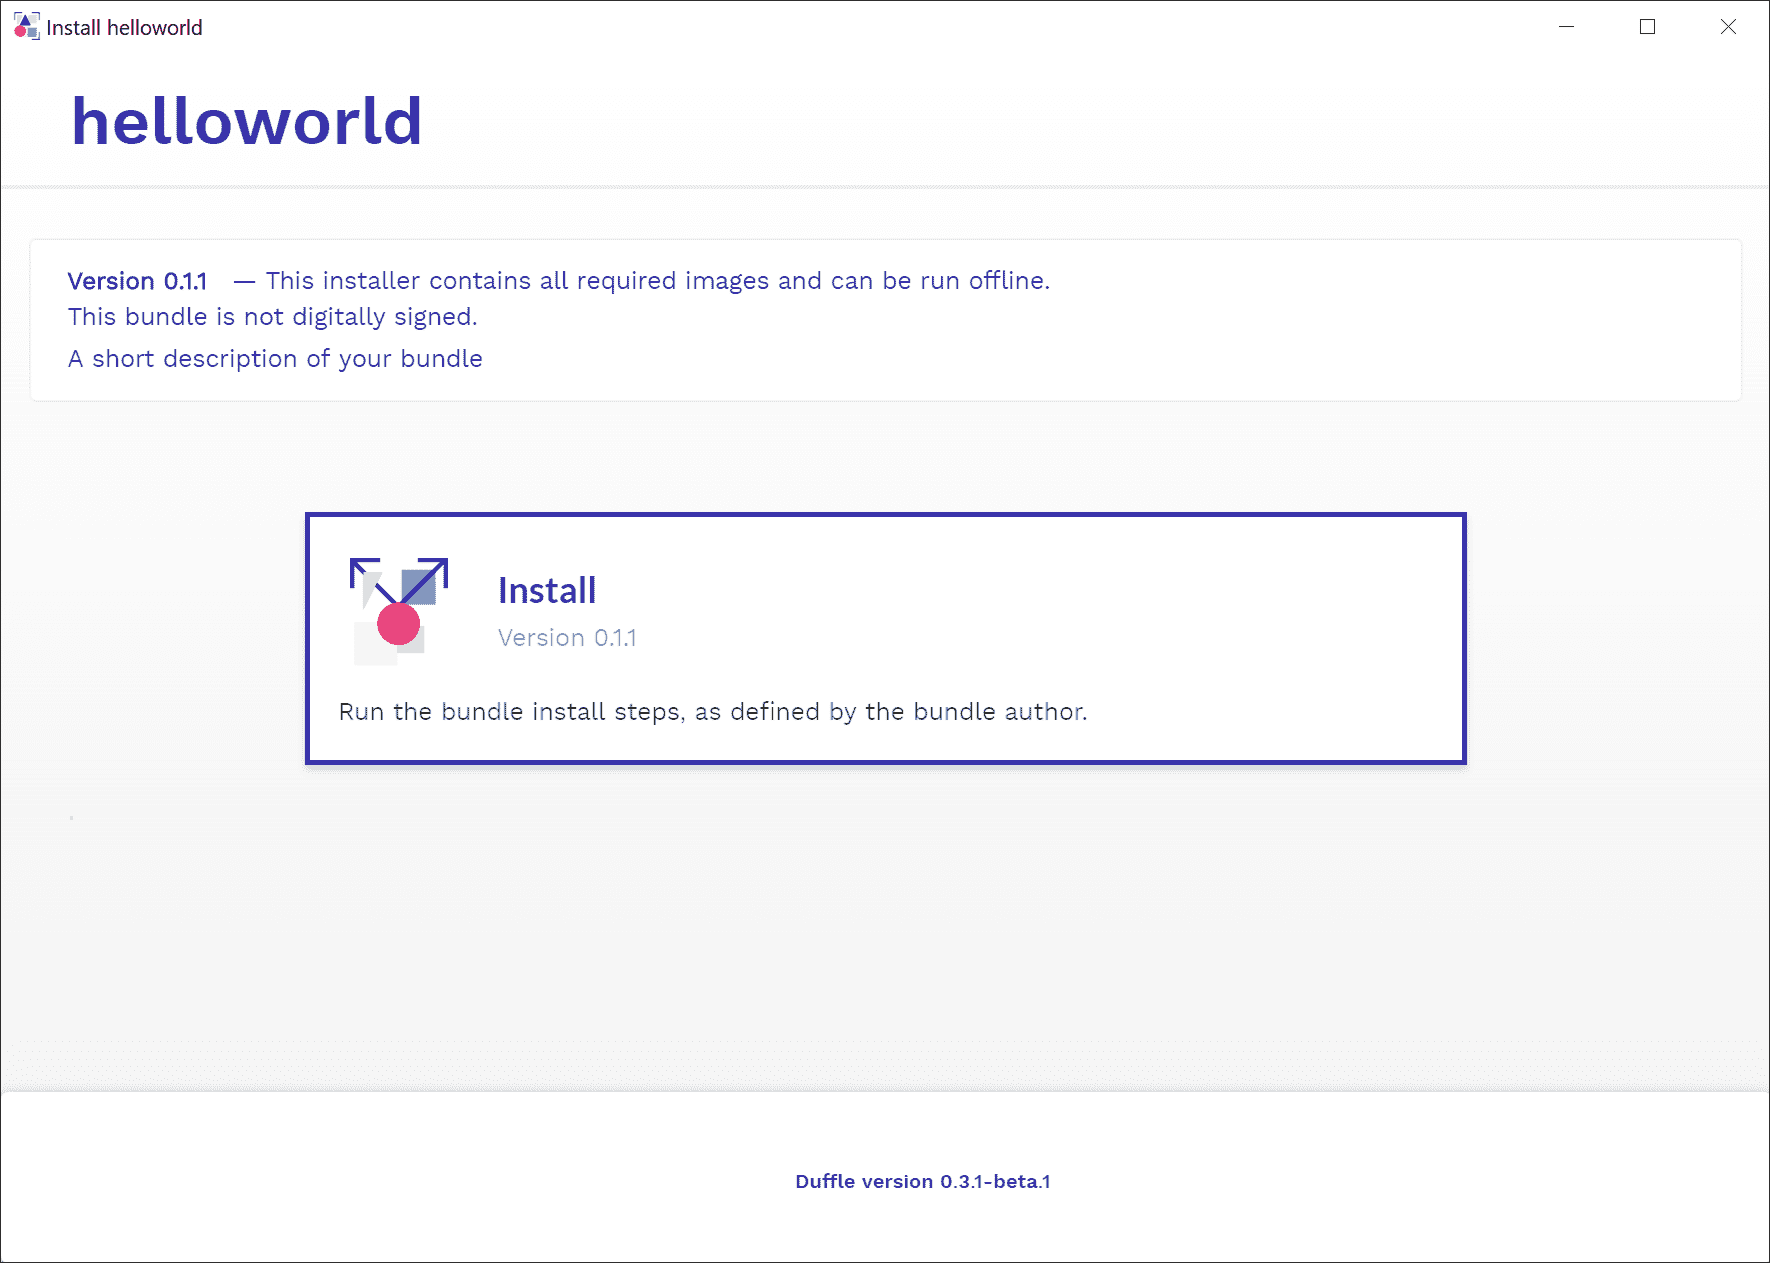 Install helloworld
helloworld
Version 0.1.1 — This installer contains all required images and can be run offline.
This bundle is not digitally signed.
A short description of your bundle
Install
Version 0.1.1
Run the bundle install steps, as defined by the bundle author.
Duffle version 0.3.1-beta.1